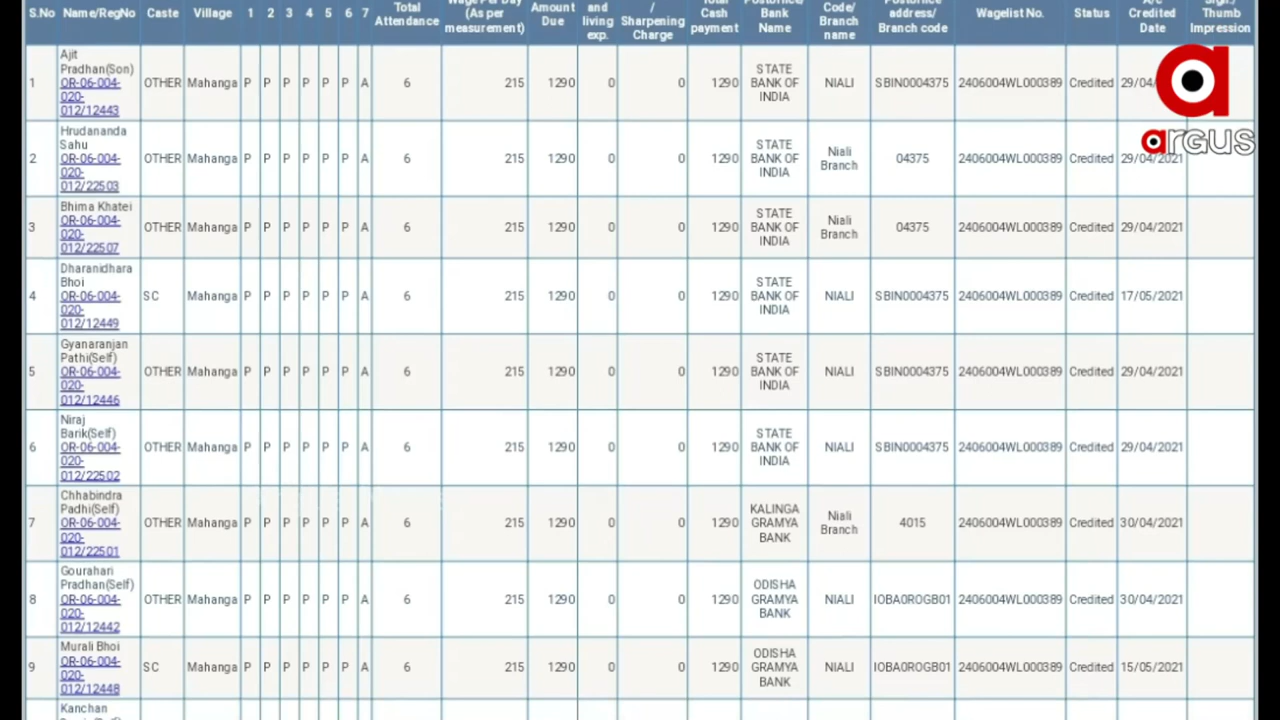 S.No Name/RegNo Caste Village 1 2 3 4 5 6 7 Total Attendance Wage Per Day (As per measurement) Amount Due and living exp. / Sharpening Charge Total Cash payment Postoffice/ Bank Name Code/ Branch name Postoffice address/ Branch code Wagelist No. Status A/c Credited Date Sign./ Thumb Impression
1 Ajit Pradhan(Son) OR-06-004-020-012/12443 OTHER Mahanga P P P P P P A 6 215 1290 0 0 1290 STATE BANK OF INDIA NIALI SBIN0004375 2406004WL000389 Credited 29/04/
2 Hrudananda Sahu OR-06-004-020-012/22503 OTHER Mahanga P P P P P P A 6 215 1290 0 0 1290 STATE BANK OF INDIA Niali Branch 04375 2406004WL000389 Credited 29/04/2021
3 Bhima Khatei OR-06-004-020-012/22507 OTHER Mahanga P P P P P P A 6 215 1290 0 0 1290 STATE BANK OF INDIA Niali Branch 04375 2406004WL000389 Credited 29/04/2021
4 Dharanidhara Bhoi OR-06-004-020-012/12449 SC Mahanga P P P P P P A 6 215 1290 0 0 1290 STATE BANK OF INDIA NIALI SBIN0004375 2406004WL000389 Credited 17/05/2021
5 Gyanaranjan Pathi(Self) OR-06-004-020-012/12446 OTHER Mahanga P P P P P P A 6 215 1290 0 0 1290 STATE BANK OF INDIA NIALI SBIN0004375 2406004WL000389 Credited 29/04/2021
6 Niraj Barik(Self) OR-06-004-020-012/22502 OTHER Mahanga P P P P P P A 6 215 1290 0 0 1290 STATE BANK OF INDIA NIALI SBIN0004375 2406004WL000389 Credited 29/04/2021
7 Chhabindra Padhi(Self) OR-06-004-020-012/22501 OTHER Mahanga P P P P P P A 6 215 1290 0 0 1290 KALINGA GRAMYA BANK Niali Branch 4015 2406004WL000389 Credited 30/04/2021
8 Gourahari Pradhan(Self) OR-06-004-020-012/12442 OTHER Mahanga P P P P P P A 6 215 1290 0 0 1290 ODISHA GRAMYA BANK NIALI IOBA0ROGB01 2406004WL000389 Credited 30/04/2021
9 Murali Bhoi OR-06-004-020-012/12448 SC Mahanga P P P P P P A 6 215 1290 0 0 1290 ODISHA GRAMYA BANK NIALI IOBA0ROGB01 2406004WL000389 Credited 15/05/2021
Kanchan
argus